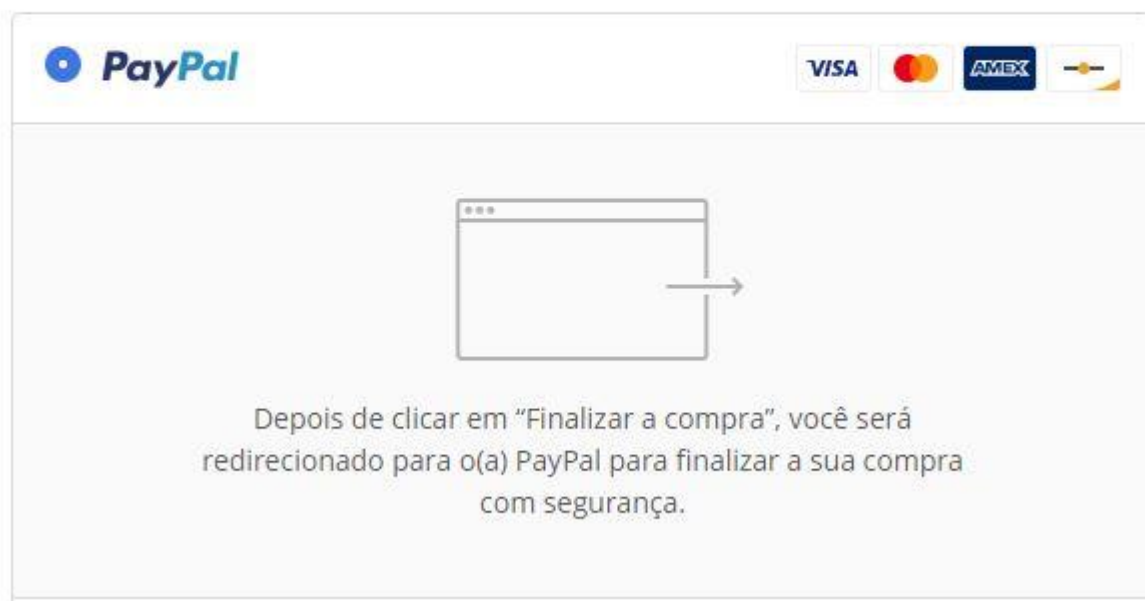 PayPal VISA AMEX
Depois de clicar em “Finalizar a compra”, você será
redirecionado para o(a) PayPal para finalizar a sua compra
com segurança.